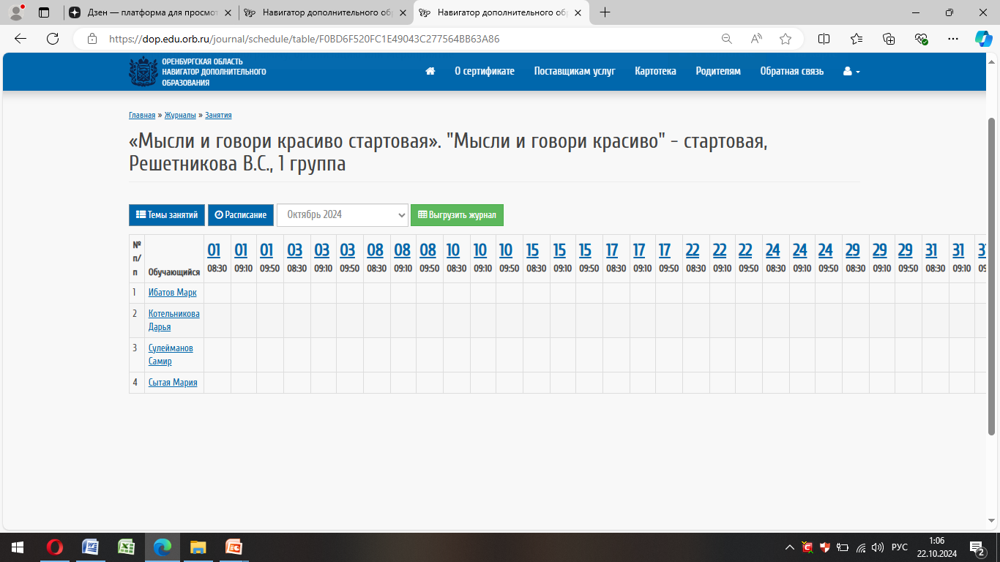 Дзен — платформа для просмот
Навигатор дополнительного обр
Навигатор дополнительного обр
https://dop.edu.orb.ru/journal/schedule/table/F0BD6F520FC1E49043C277564BB63A86
ОРЕНБУРГСКАЯ ОБЛАСТЬ
НАВИГАТОР ДОПОЛНИТЕЛЬНОГО
ОБРАЗОВАНИЯ
О сертификате Поставщикам услуг Картотека Родителям Обратная связь
Главная » Журналы » Занятия
«Мысли и говори красиво стартовая». "Мысли и говори красиво" - стартовая,
Решетникова В.С., 1 группа
Темы занятий Расписание Октябрь 2024 Выгрузить журнал
№ п/п Обучающийся
01 01 01 03 03 03 08 08 08 10 10 10 15 15 15 17 17 17 22 22 22 24 24 24 29 29 29 31 31 31
08:30 09:10 09:50 08:30 09:10 09:50 08:30 09:10 09:50 08:30 09:10 09:50 08:30 09:10 09:50 08:30 09:10 09:50 08:30 09:10 09:50 08:30 09:10 09:50 08:30 09:10 09:50 08:30 09:10 09
1 Ибатов Марк
2 Котельникова
Дарья
3 Сулейманов
Самир
4 Сытая Мария
РУС
1:06
22.10.2024
2